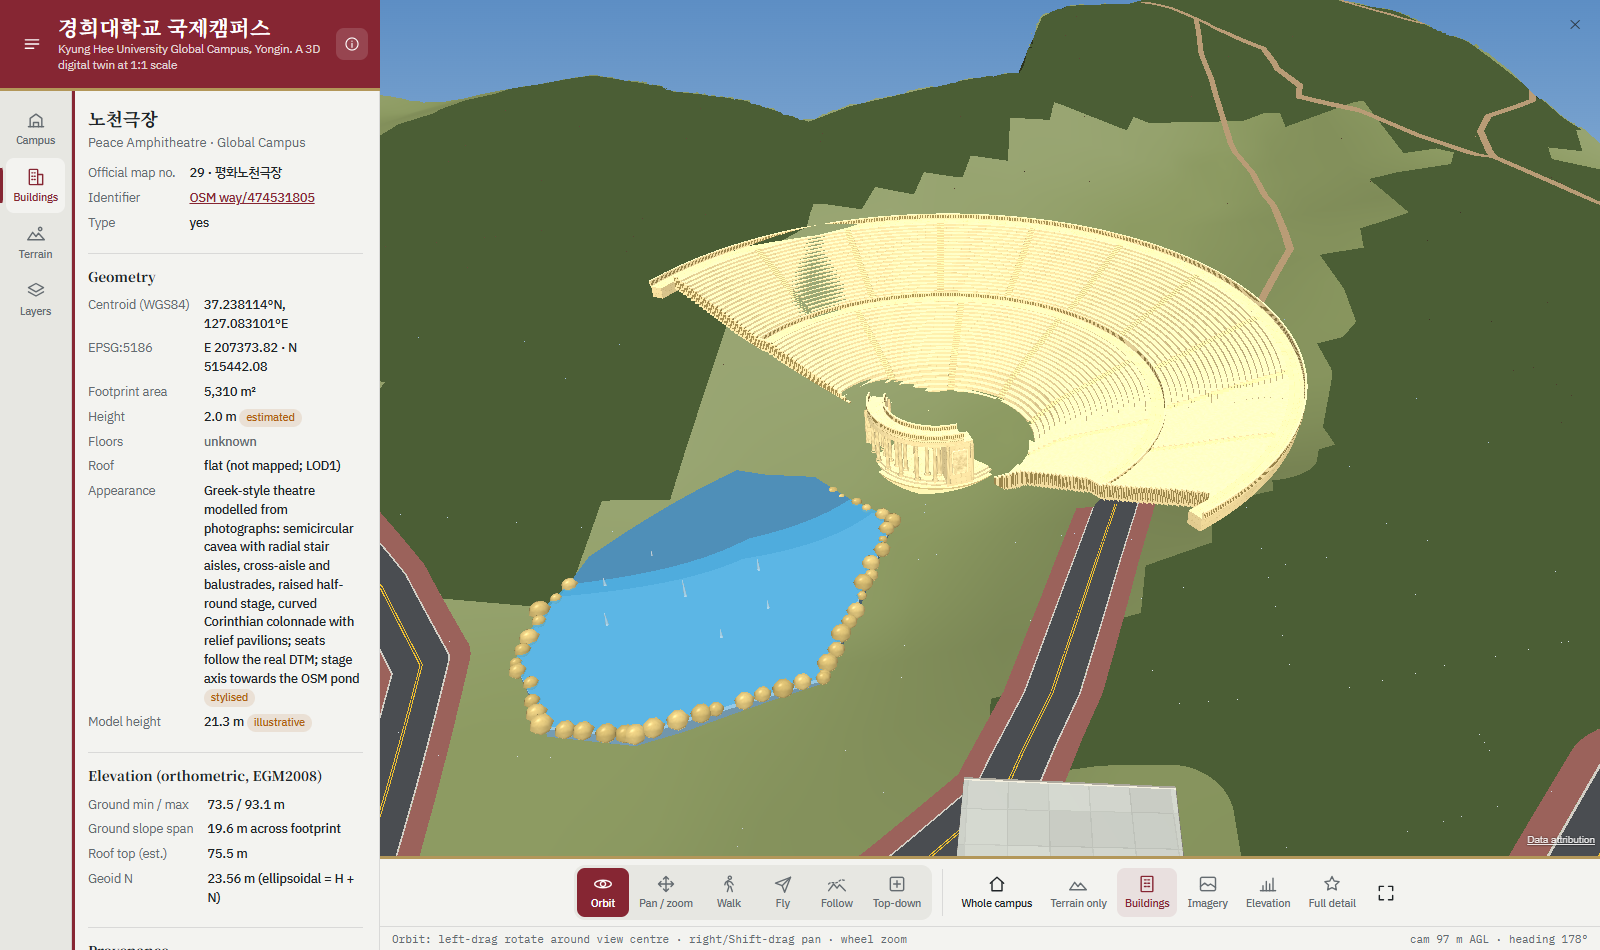 경희대학교 국제캠퍼스
Kyung Hee University Global Campus, Yongin. A 3D
digital twin at 1:1 scale
Campus
Buildings
Terrain
Layers
노천극장
Peace Amphitheatre · Global Campus
Official map no. 29 · 평화노천극장
Identifier OSM way/474531805
Type yes
Geometry
Centroid (WGS84) 37.238114°N,
127.083101°E
EPSG:5186 E 207373.82 · N
515442.08
Footprint area 5,310 m²
Height 2.0 m estimated
Floors unknown
Roof flat (not mapped; LOD1)
Appearance Greek-style theatre
modelled from
photographs: semicircular
cavea with radial stair
aisles, cross-aisle and
balustrades, raised half-
round stage, curved
Corinthian colonnade with
relief pavilions; seats
follow the real DTM; stage
axis towards the OSM pond
stylised
Model height 21.3 m illustrative
Elevation (orthometric, EGM2008)
Ground min / max 73.5 / 93.1 m
Ground slope span 19.6 m across footprint
Roof top (est.) 75.5 m
Geoid N 23.56 m (ellipsoidal = H +
N)
Data attribution
Orbit Pan / zoom Walk Fly Follow Top-down Whole campus Terrain only Buildings Imagery Elevation Full detail
Orbit: left-drag rotate around view centre · right/Shift-drag pan · wheel zoom
cam 97 m AGL · heading 178°